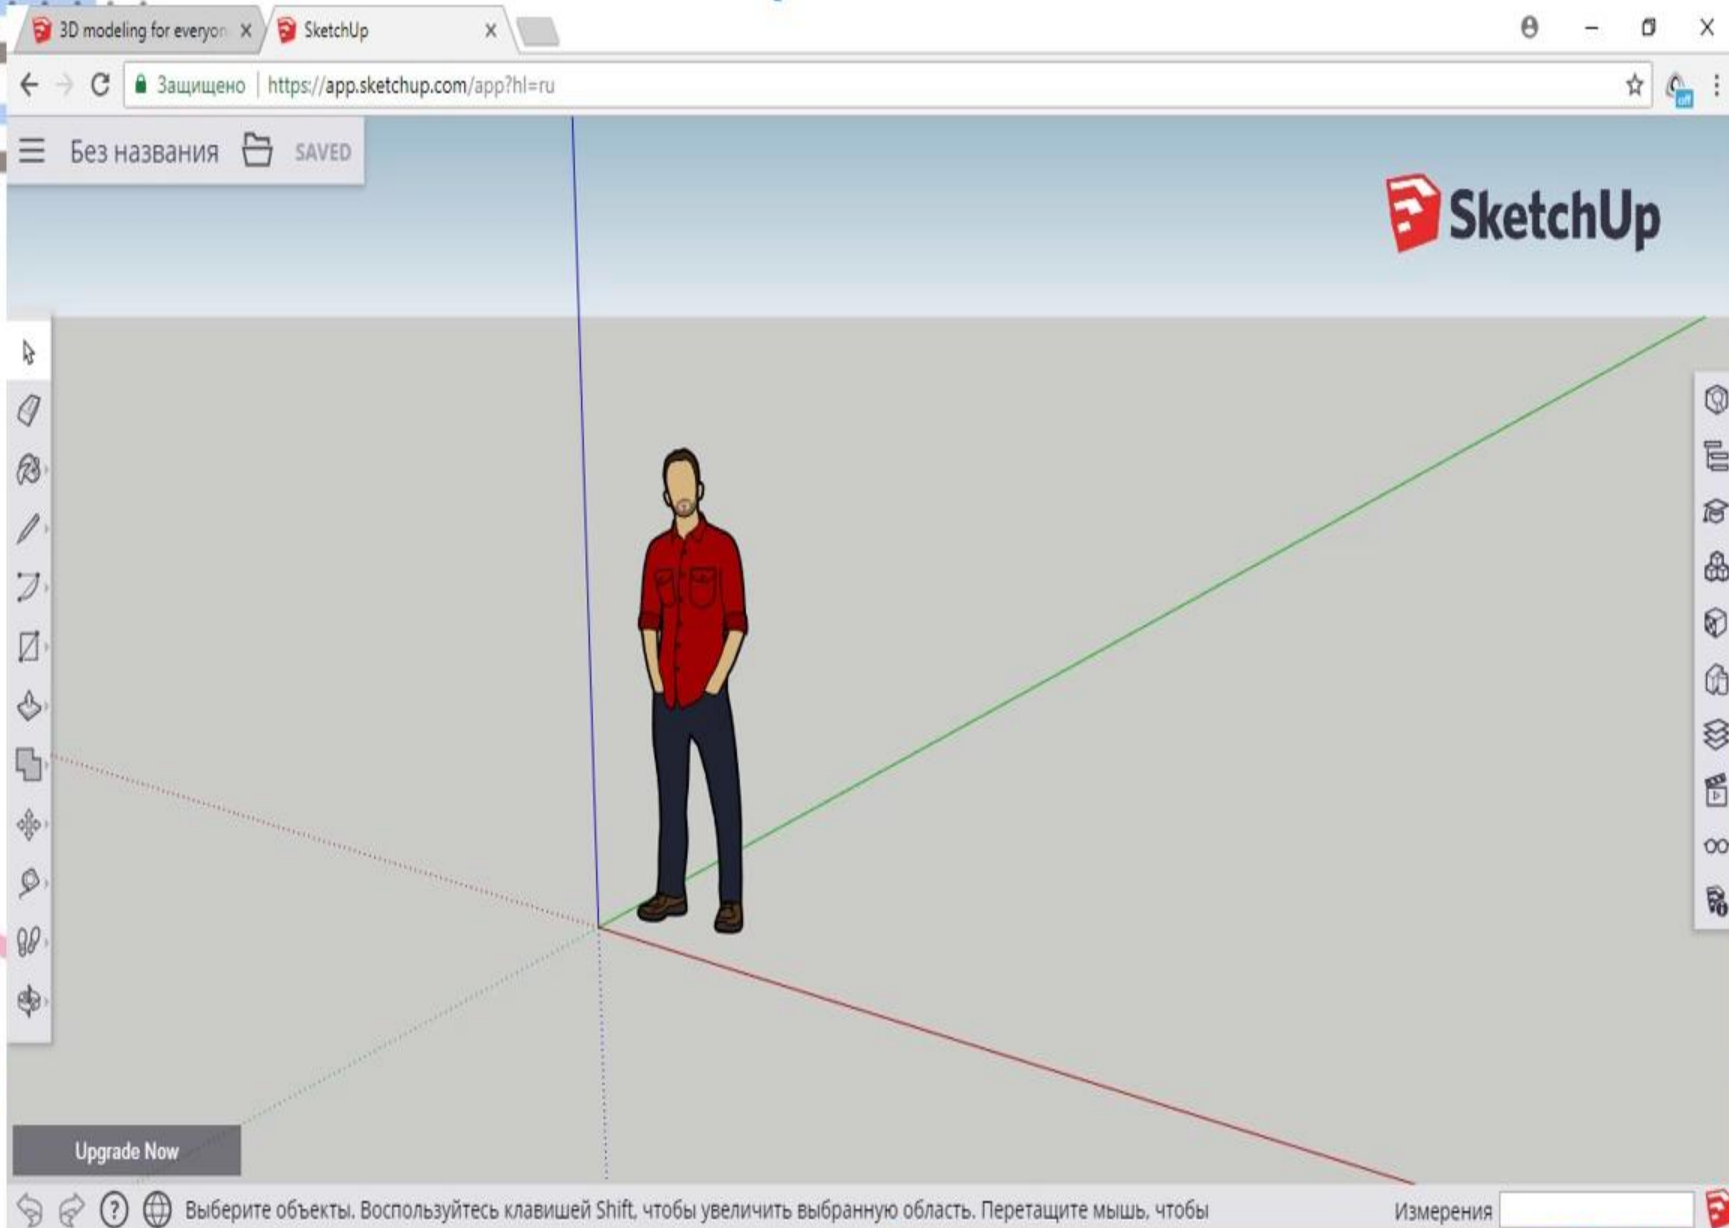 3D modeling for everyon
SketchUp
Защищено
https://app.sketchup.com/app?hl=ru
off
Без названия
SAVED
SketchUp
Upgrade Now
Выберите объекты. Воспользуйтесь клавишей Shift, чтобы увеличить выбранную область. Перетащите мышь, чтобы
Измерения